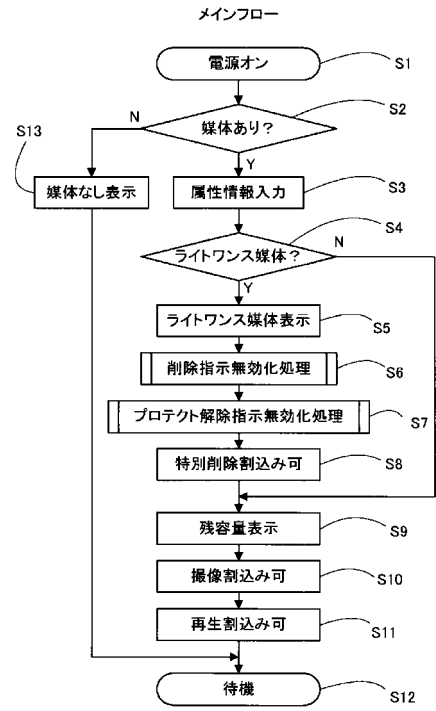 メインフロー
電源オン
S1
媒体あり？
S2
N
Y
S13
媒体なし表示
属性情報入力
S3
ライトワンス媒体？
S4
N
Y
ライトワンス媒体表示
S5
削除指示無効化処理
S6
プロテクト解除指示無効化処理
S7
特別削除割込み可
S8
残容量表示
S9
撮像割込み可
S10
再生割込み可
S11
待機
S12